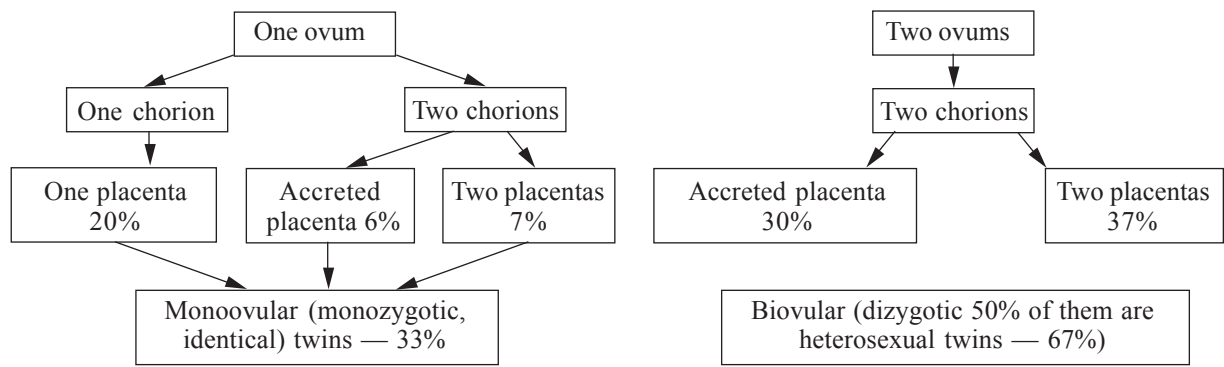 One ovum
Two ovums
One chorion
Two chorions
Two chorions
One placenta
20%
Accreted
placenta 6%
Two placentas
7%
Accreted placenta
30%
Two placentas
37%
Monoovular (monozygotic,
identical) twins — 33%
Biovular (dizygotic 50% of them are
heterosexual twins — 67%)